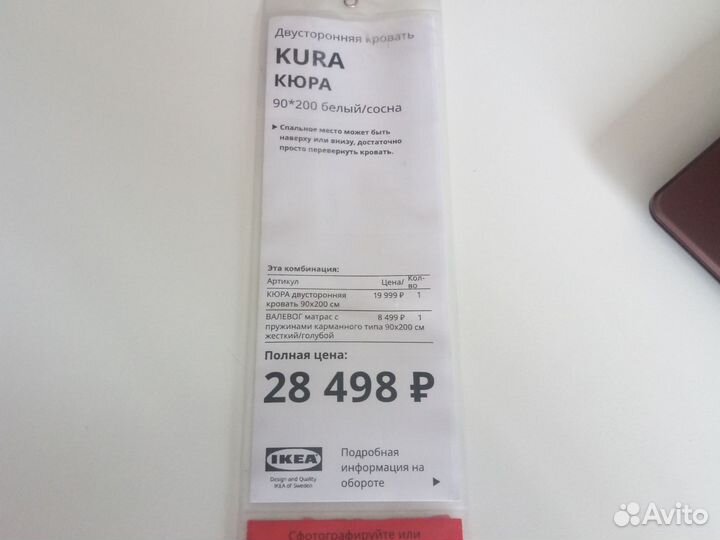 Двусторонняя кровать
KURA
КЮРА
90*200 белый/сосна
▶ Спальное место может быть
наверху или внизу, достаточно
просто перевернуть кровать.
Эта комбинация:
Артикул Цена/ Кол-
во
КЮРА двусторонняя 19 999 ₽ 1
кровать 90x200 см
ВАЛЕВОГ матрас с 8 499 ₽ 1
пружинами карманного типа 90x200 см
жесткий/голубой
Полная цена:
28 498 ₽
IKEA
Design and Quality
IKEA of Sweden
Подробная
информация на
обороте ▶
Сфотографируйте или
Avito